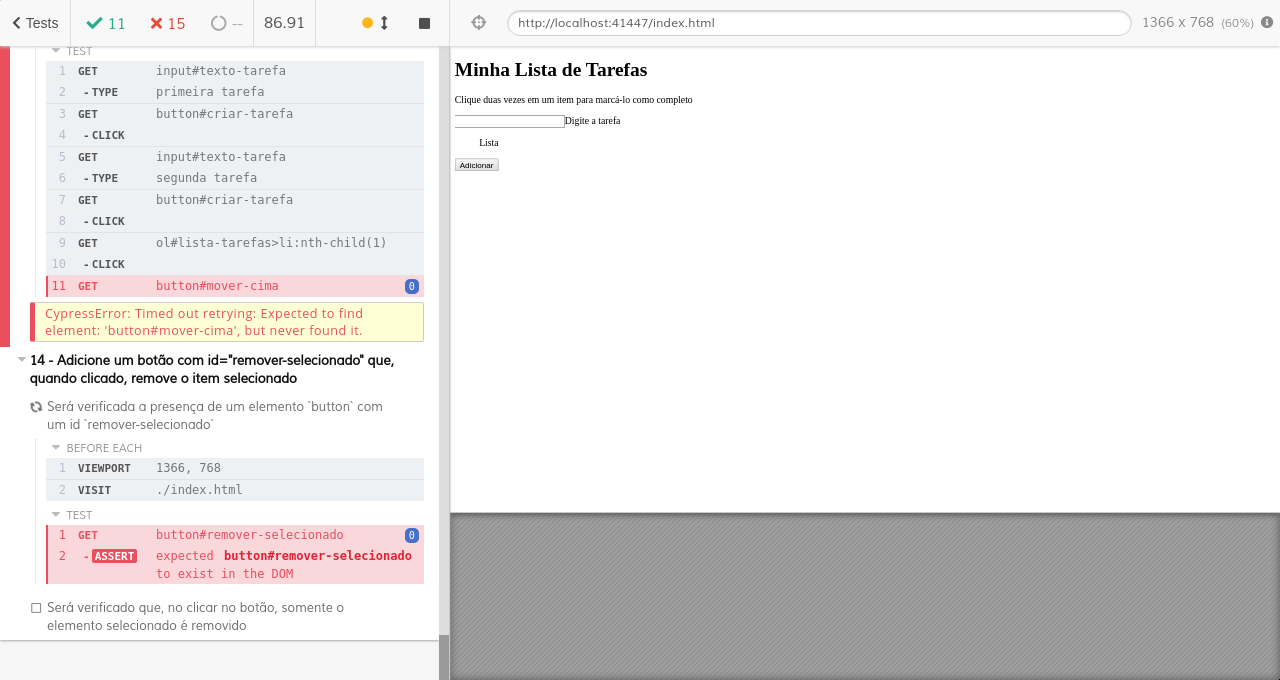 Tests 11 15 -- 86.91
TEST
1 GET input#texto-tarefa
2 -TYPE primeira tarefa
3 GET button#criar-tarefa
4 -CLICK
5 GET input#texto-tarefa
6 -TYPE segunda tarefa
7 GET button#criar-tarefa
8 -CLICK
9 GET ol#lista-tarefas>li:nth-child(1)
10 -CLICK
11 GET button#mover-cima 0
CypressError: Timed out retrying: Expected to find
element: 'button#mover-cima', but never found it.
14 - Adicione um botão com id="remover-selecionado" que,
quando clicado, remove o item selecionado
Será verificada a presença de um elemento `button` com
um id `remover-selecionado`
BEFORE EACH
1 VIEWPORT 1366, 768
2 VISIT ./index.html
TEST
1 GET button#remover-selecionado 0
2 -ASSERT expected button#remover-selecionado
to exist in the DOM
Será verificado que, no clicar no botão, somente o
elemento selecionado é removido
http://localhost:41447/index.html 1366 x 768 (60%)
Minha Lista de Tarefas
Clique duas vezes em um item para marcá-lo como completo
Digite a tarefa
Lista
Adicionar